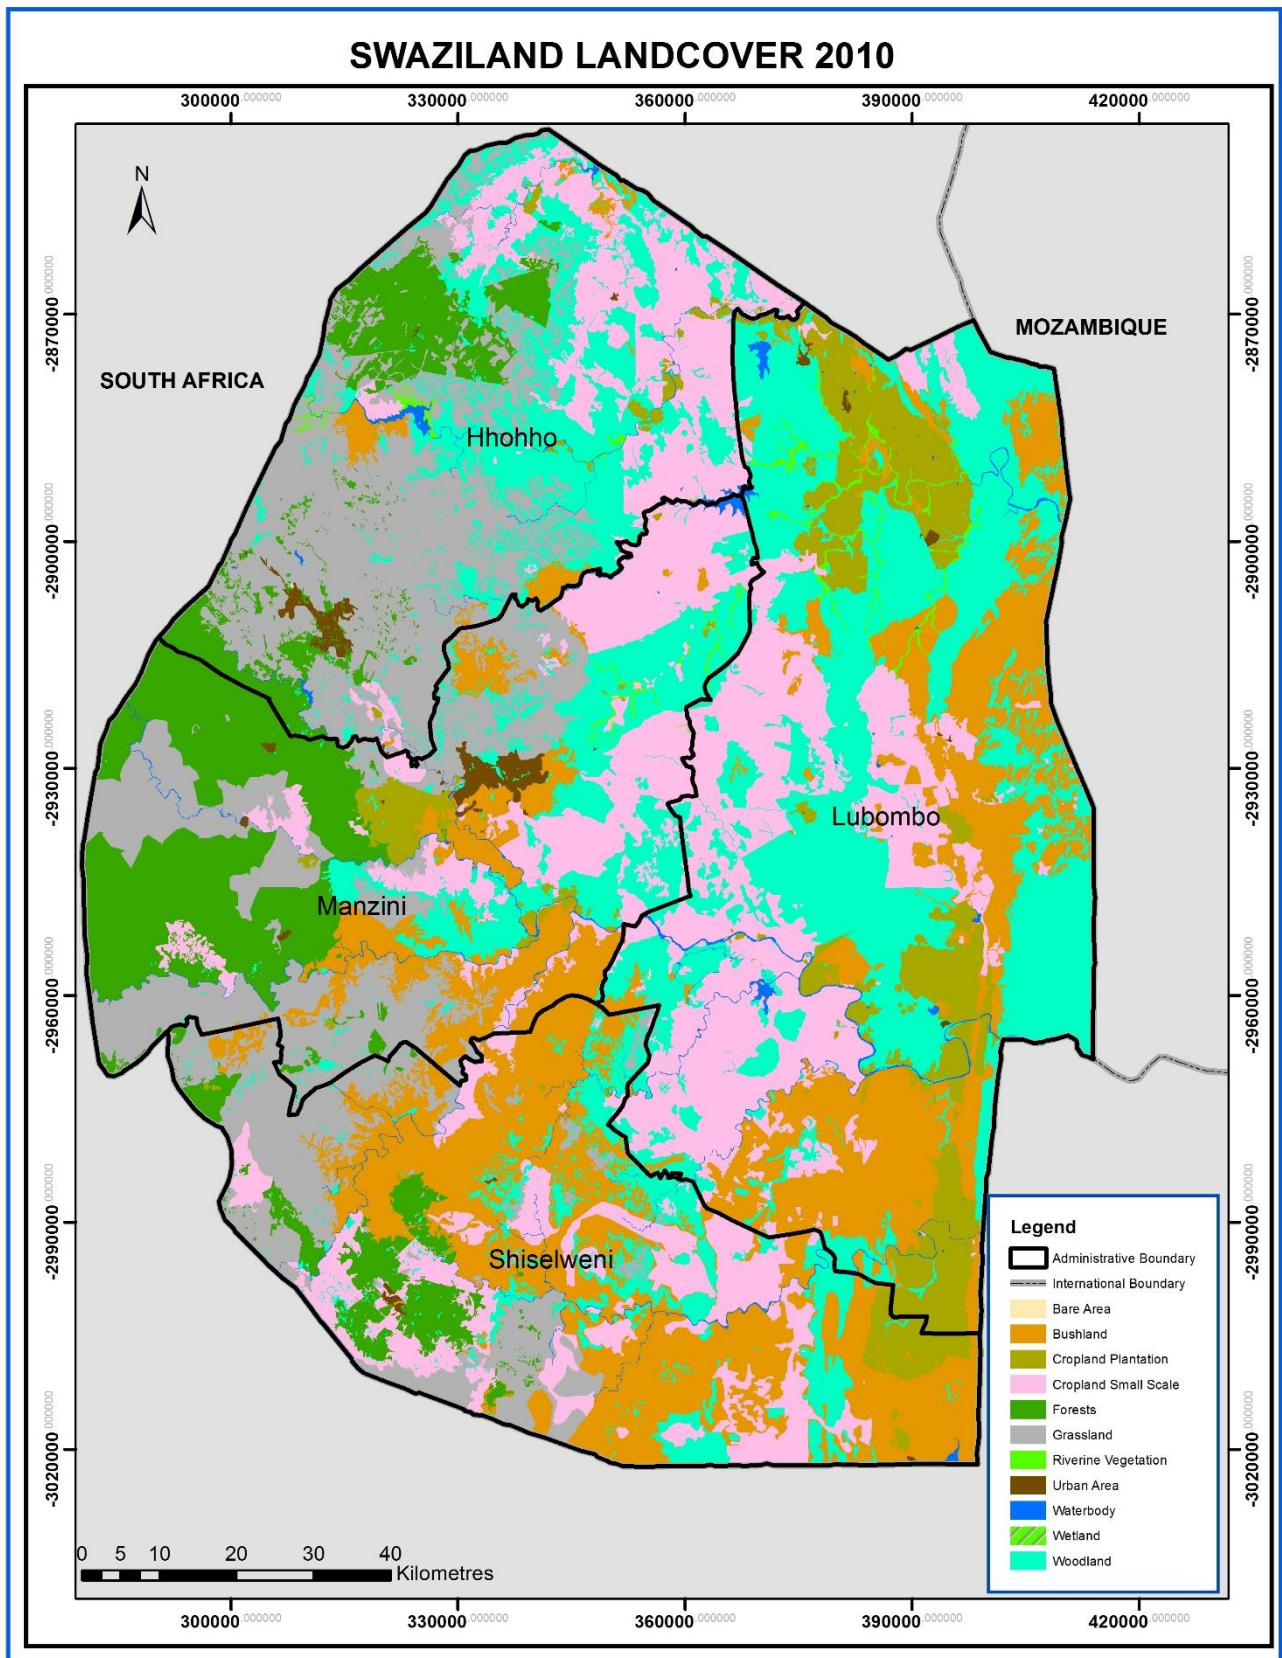 SWAZILAND LANDCOVER 2010
300000.000000 330000.000000 360000.000000 390000.000000 420000.000000
N
-2870000.000000
-2900000.000000
-2930000.000000
-2960000.000000
-2990000.000000
-3020000.000000
SOUTH AFRICA
MOZAMBIQUE
Hhohho
Lubombo
Manzini
Shiselweni
-2870000.000000
-2900000.000000
-2930000.000000
-2960000.000000
-2990000.000000
-3020000.000000
Legend
Administrative Boundary
International Boundary
Bare Area
Bushland
Cropland Plantation
Cropland Small Scale
Forests
Grassland
Riverine Vegetation
Urban Area
Waterbody
Wetland
Woodland
0 5 10 20 30 40
Kilometres
300000.000000 330000.000000 360000.000000 390000.000000 420000.000000